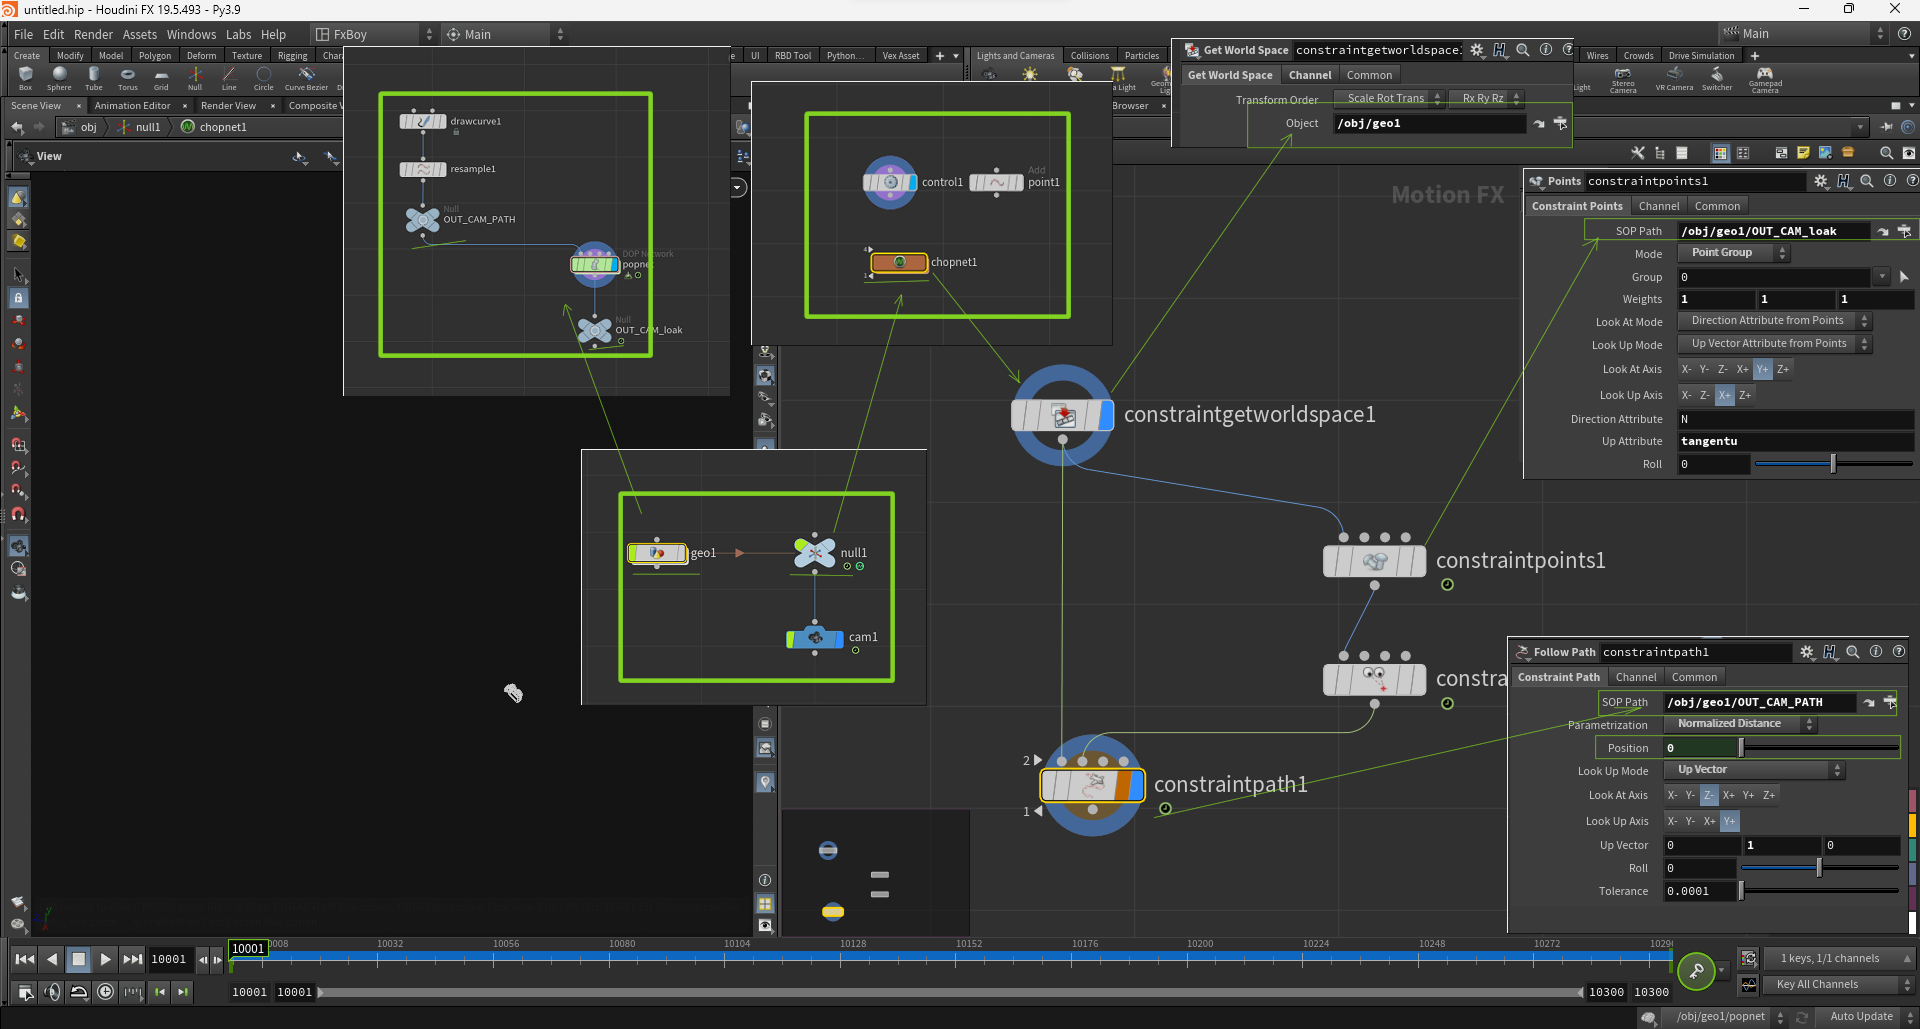 untitled.hip - Houdini FX 19.5.493 - Py3.9
File Edit Render Assets Windows Labs Help FxBoy Main Main
Create Modify Model Polygon Deform Texture Rigging UI RBD Tool Python... Vex Asset Lights and Cameras Collisions Particles Wires Crowds Drive Simulation
Box Sphere Tube Torus Grid Null Line Circle Curve Bezier Light Stereo Camera VR Camera Switcher Gamepad Camera
Scene View Animation Editor Render View Composite V Browser
obj null1 chopnet1
View
drawcurve1
resample1
Null
OUT_CAM_PATH
DOP Network
popnet
Null
OUT_CAM_loak
Add
control1 point1
chopnet1
geo1 null1
cam1
Get World Space constraintgetworldspace1
Get World Space Channel Common
Transform Order Scale Rot Trans Rx Ry Rz
Object /obj/geo1
Motion FX
Points constraintpoints1
Constraint Points Channel Common
SOP Path /obj/geo1/OUT_CAM_loak
Mode Point Group
Group 0
Weights 1 1 1
Look At Mode Direction Attribute from Points
Look Up Mode Up Vector Attribute from Points
Look At Axis X- Y- Z- X+ Y+ Z+
Look Up Axis X- Z- X+ Z+
Direction Attribute N
Up Attribute tangentu
Roll 0
constraintgetworldspace1
constraintpoints1
constra
2
constraintpath1
1
Follow Path constraintpath1
Constraint Path Channel Common
SOP Path /obj/geo1/OUT_CAM_PATH
Parametrization Normalized Distance
Position 0
Look Up Mode Up Vector
Look At Axis X- Y- Z- X+ Y+ Z+
Look Up Axis X- Y- X+ Y+
Up Vector 0 1 0
Roll 0
Tolerance 0.0001
10001 10001 0008 10032 10056 10080 10104 10128 10152 10176 10200 10224 10248 10272 1029
1 keys, 1/1 channels
10001 10001 10300 10300 Key All Channels
/obj/geo1/popnet Auto Update